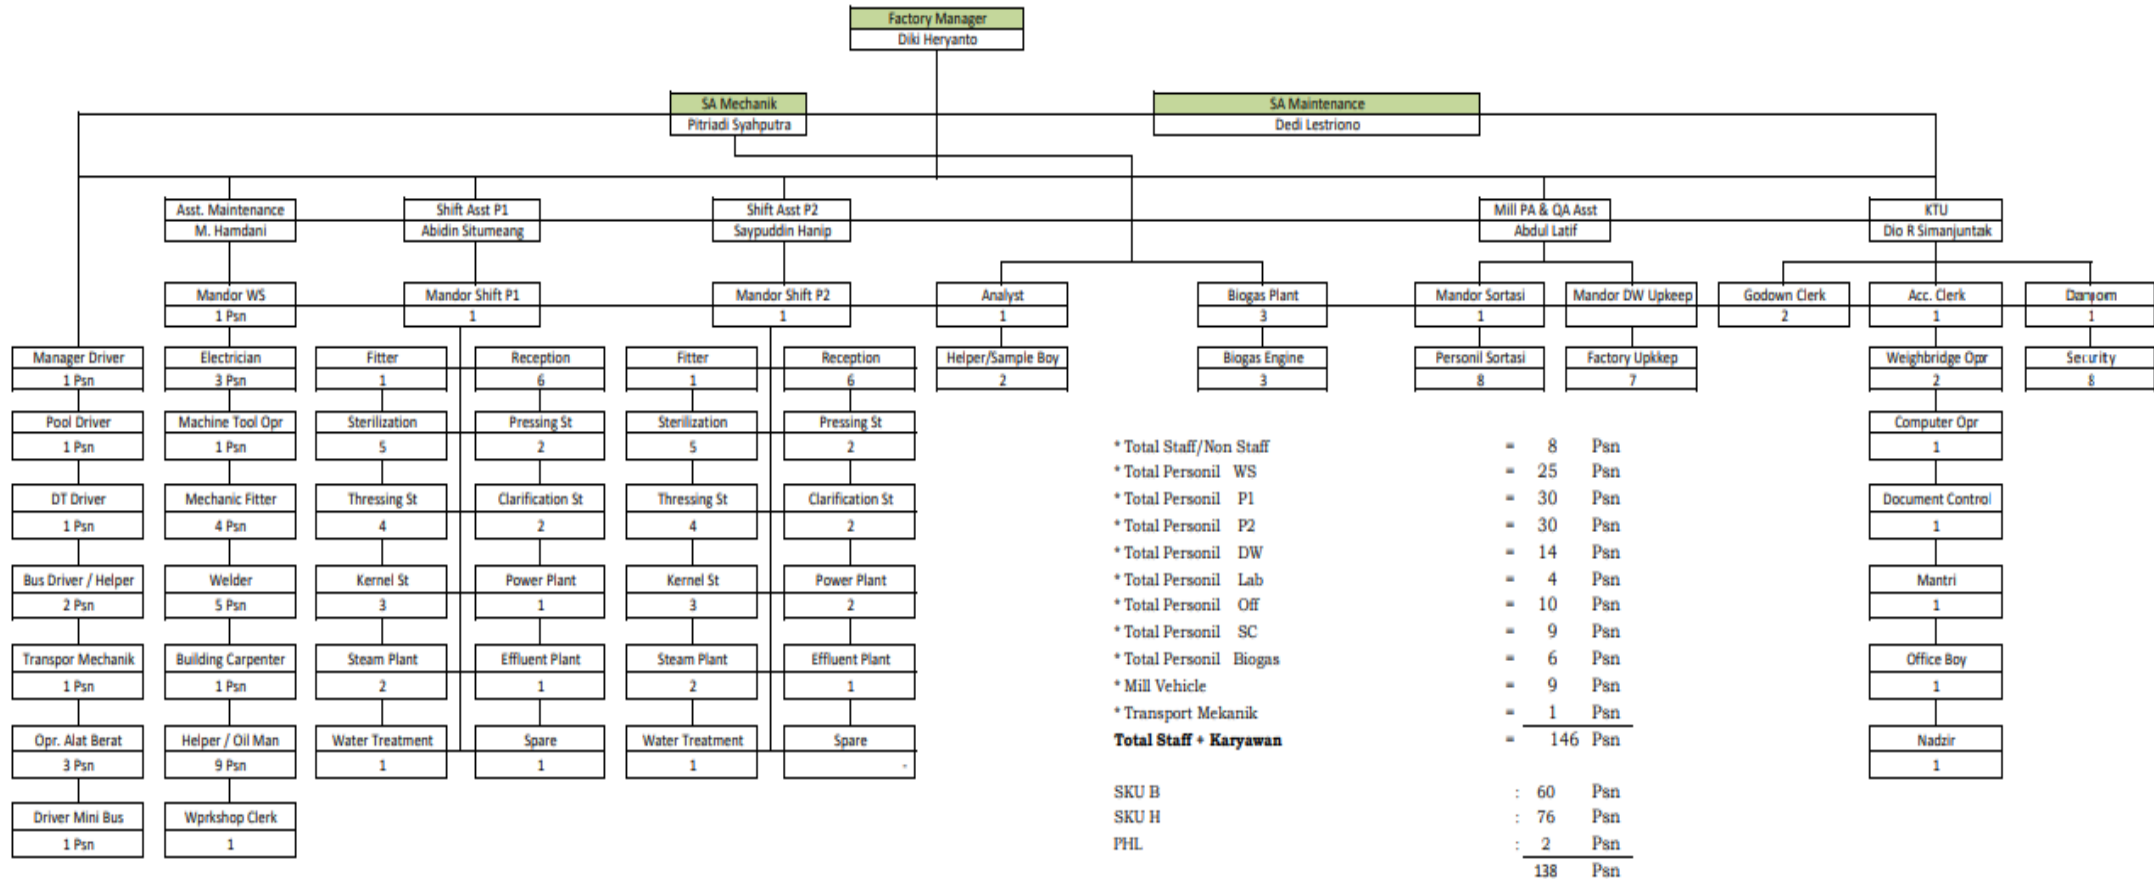 Factory Manager
Diki Heryanto
SA Mechanik
Pitriadi Syahputra
SA Maintenance
Dedi Lestriono
Asst. Maintenance
M. Hamdani
Shift Asst P1
Abidin Situmeang
Shift Asst P2
Saypuddin Hanip
Mill PA & QA Asst
Abdul Latif
KTU
Dio R Simanjuntak
Mandor WS
1 Psn
Mandor Shift P1
1
Mandor Shift P2
1
Analyst
1
Biogas Plant
3
Mandor Sortasi
1
Mandor DW Upkeep
Godown Clerk
2
Acc. Clerk
1
1
Manager Driver
1 Psn
Electrician
3 Psn
Fitter
1
Reception
6
Fitter
1
Reception
6
Helper/Sample Boy
2
Biogas Engine
3
Personil Sortasi
8
Factory Upkkep
7
Weighbridge Opr
2
Security
8
Pool Driver
1 Psn
Machine Tool Opr
1 Psn
Sterilization
5
Pressing St
2
Sterilization
5
Pressing St
2
Computer Opr
1
DT Driver
1 Psn
Mechanic Fitter
4 Psn
Thressing St
4
Clarification St
2
Thressing St
4
Clarification St
2
Document Control
1
Bus Driver / Helper
2 Psn
Welder
5 Psn
Kernel St
3
Power Plant
1
Kernel St
3
Power Plant
2
Mantri
1
Transpor Mechanik
1 Psn
Building Carpenter
1 Psn
Steam Plant
2
Effluent Plant
1
Steam Plant
2
Effluent Plant
1
Office Boy
1
Opr. Alat Berat
3 Psn
Helper / Oil Man
9 Psn
Water Treatment
1
Spare
1
Water Treatment
1
Spare
-
Nadzir
1
Driver Mini Bus
1 Psn
Wprkshop Clerk
1
* Total Staff/Non Staff = 8 Psn
* Total Personil WS = 25 Psn
* Total Personil P1 = 30 Psn
* Total Personil P2 = 30 Psn
* Total Personil DW = 14 Psn
* Total Personil Lab = 4 Psn
* Total Personil Off = 10 Psn
* Total Personil SC = 9 Psn
* Total Personil Biogas = 6 Psn
* Mill Vehicle = 9 Psn
* Transport Mekanik = 1 Psn
Total Staff + Karyawan = 146 Psn
SKU B : 60 Psn
SKU H : 76 Psn
PHL : 2 Psn
138 Psn